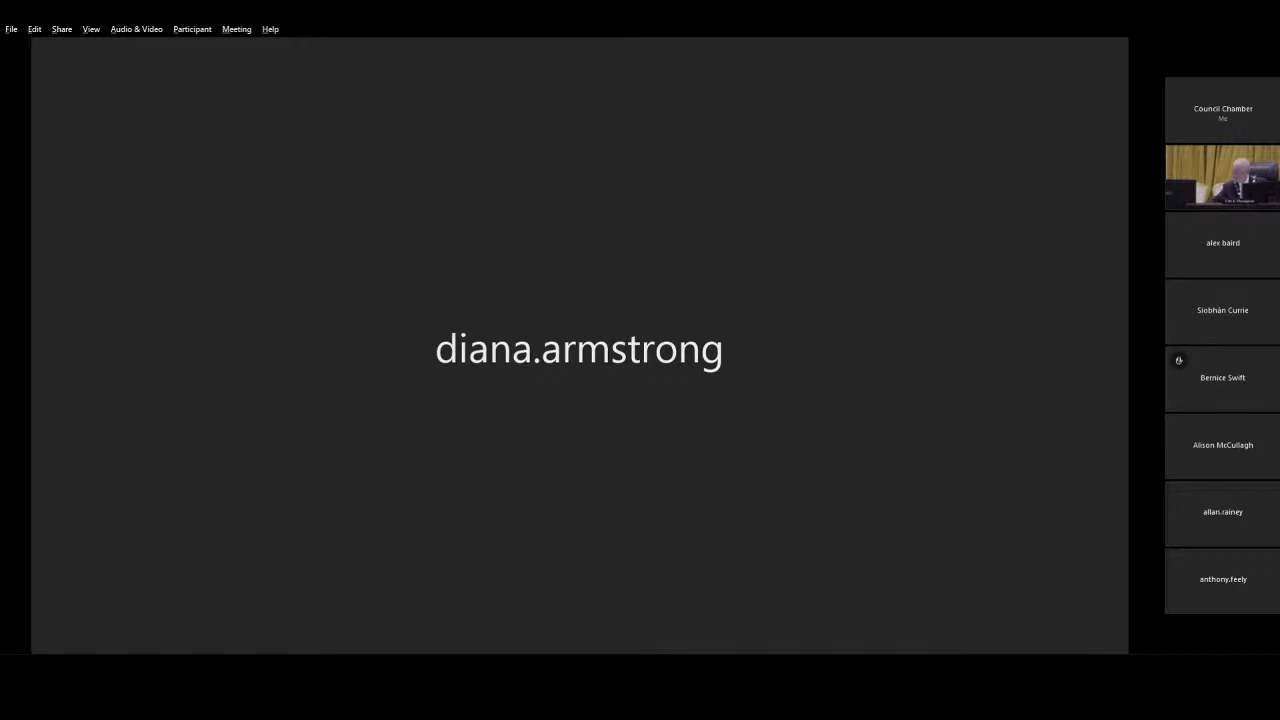 File Edit Share View Audio & Video Participant Meeting Help
diana.armstrong
Council Chamber
Me
alex baird
Siobhán Currie
Bernice Swift
Alison McCullagh
allan.rainey
anthony.feely